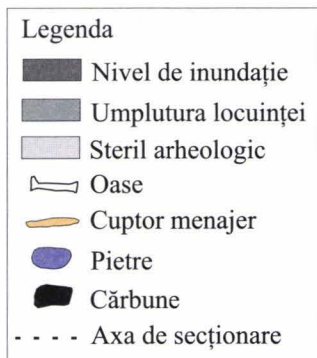 Legenda
Nivel de inundație
Umplutura locuinței
Steril arheologic
Oase
Cuptor menajer
Pietre
Cărbune
Axa de secționare